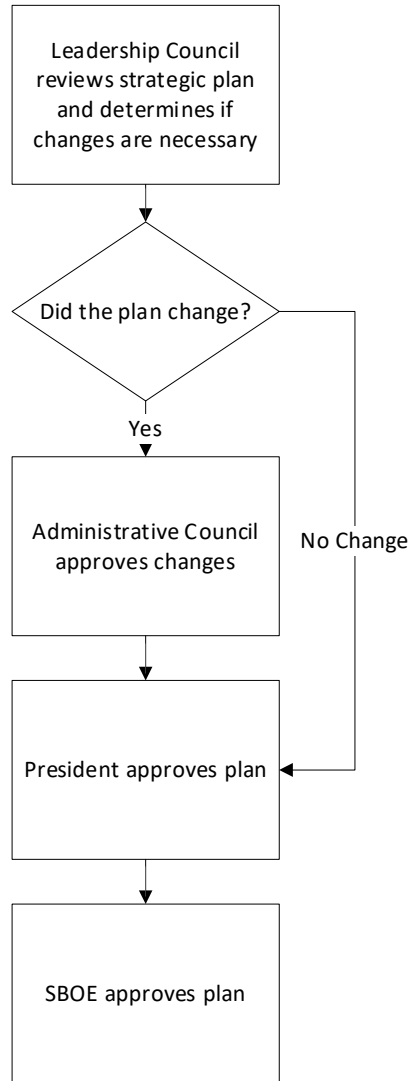 Leadership Council
reviews strategic plan
and determines if
changes are necessary
Did the plan change?
Yes
Administrative Council
approves changes
No Change
President approves plan
SBOE approves plan